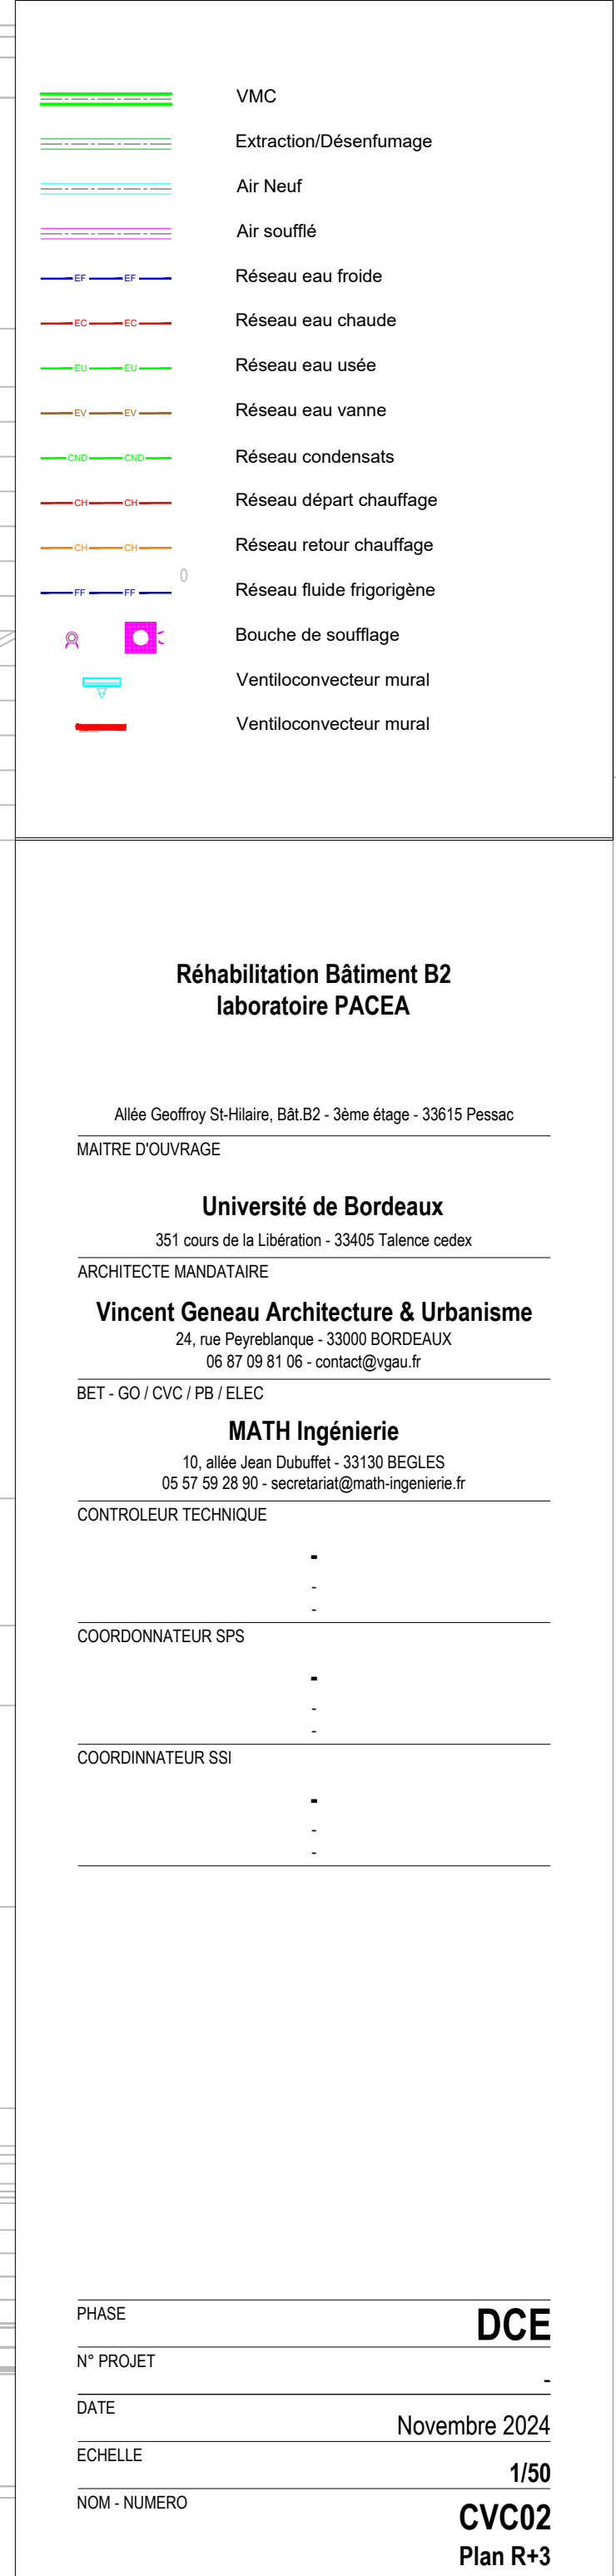 VMC
Extraction/Désenfumage
Air Neuf
Air soufflé
EF EF Réseau eau froide
EC EC Réseau eau chaude
EU EU Réseau eau usée
EV EV Réseau eau vanne
CND CND Réseau condensats
CH CH Réseau départ chauffage
CH CH Réseau retour chauffage
0
FF FF Réseau fluide frigorigène
Bouche de soufflage
Ventiloconvecteur mural
Ventiloconvecteur mural
Réhabilitation Bâtiment B2
laboratoire PACEA
Allée Geoffroy St-Hilaire, Bât.B2 - 3ème étage - 33615 Pessac
MAITRE D'OUVRAGE
Université de Bordeaux
351 cours de la Libération - 33405 Talence cedex
ARCHITECTE MANDATAIRE
Vincent Geneau Architecture & Urbanisme
24, rue Peyreblanque - 33000 BORDEAUX
06 87 09 81 06 - contact@vgau.fr
BET - GO / CVC / PB / ELEC
MATH Ingénierie
10, allée Jean Dubuffet - 33130 BEGLES
05 57 59 28 90 - secretariat@math-ingenierie.fr
CONTROLEUR TECHNIQUE
-
-
-
COORDONNATEUR SPS
-
-
-
COORDINNATEUR SSI
-
-
-
PHASE
DCE
N° PROJET
-
DATE
Novembre 2024
ECHELLE
1/50
NOM - NUMERO
CVC02
Plan R+3